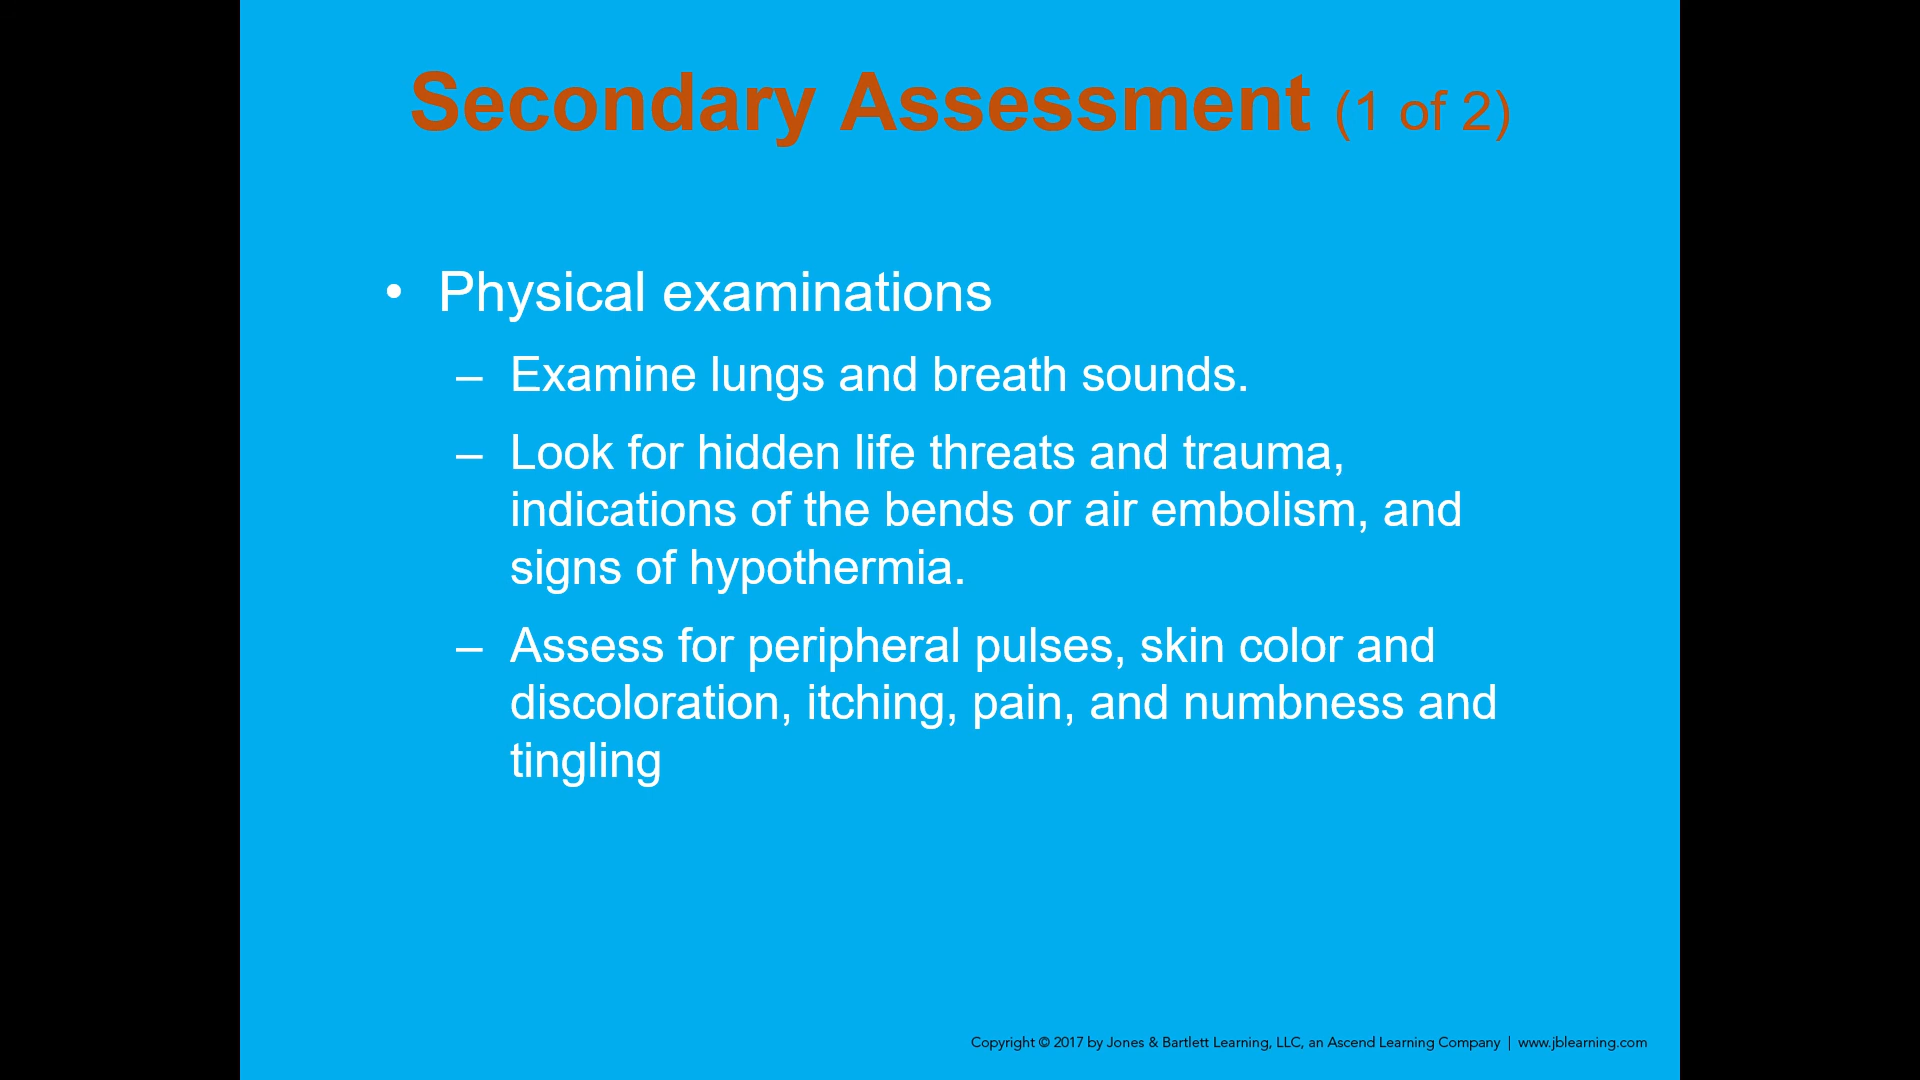 Secondary Assessment (1 of 2)
• Physical examinations
– Examine lungs and breath sounds.
– Look for hidden life threats and trauma,
indications of the bends or air embolism, and
signs of hypothermia.
– Assess for peripheral pulses, skin color and
discoloration, itching, pain, and numbness and
tingling
Copyright © 2017 by Jones & Bartlett Learning, LLC, an Ascend Learning Company | www.jblearning.com